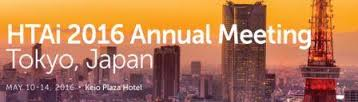 HTAi 2016 Annual Meeting
Tokyo, Japan
MAY 10-14, 2016 • Keio Plaza Hotel